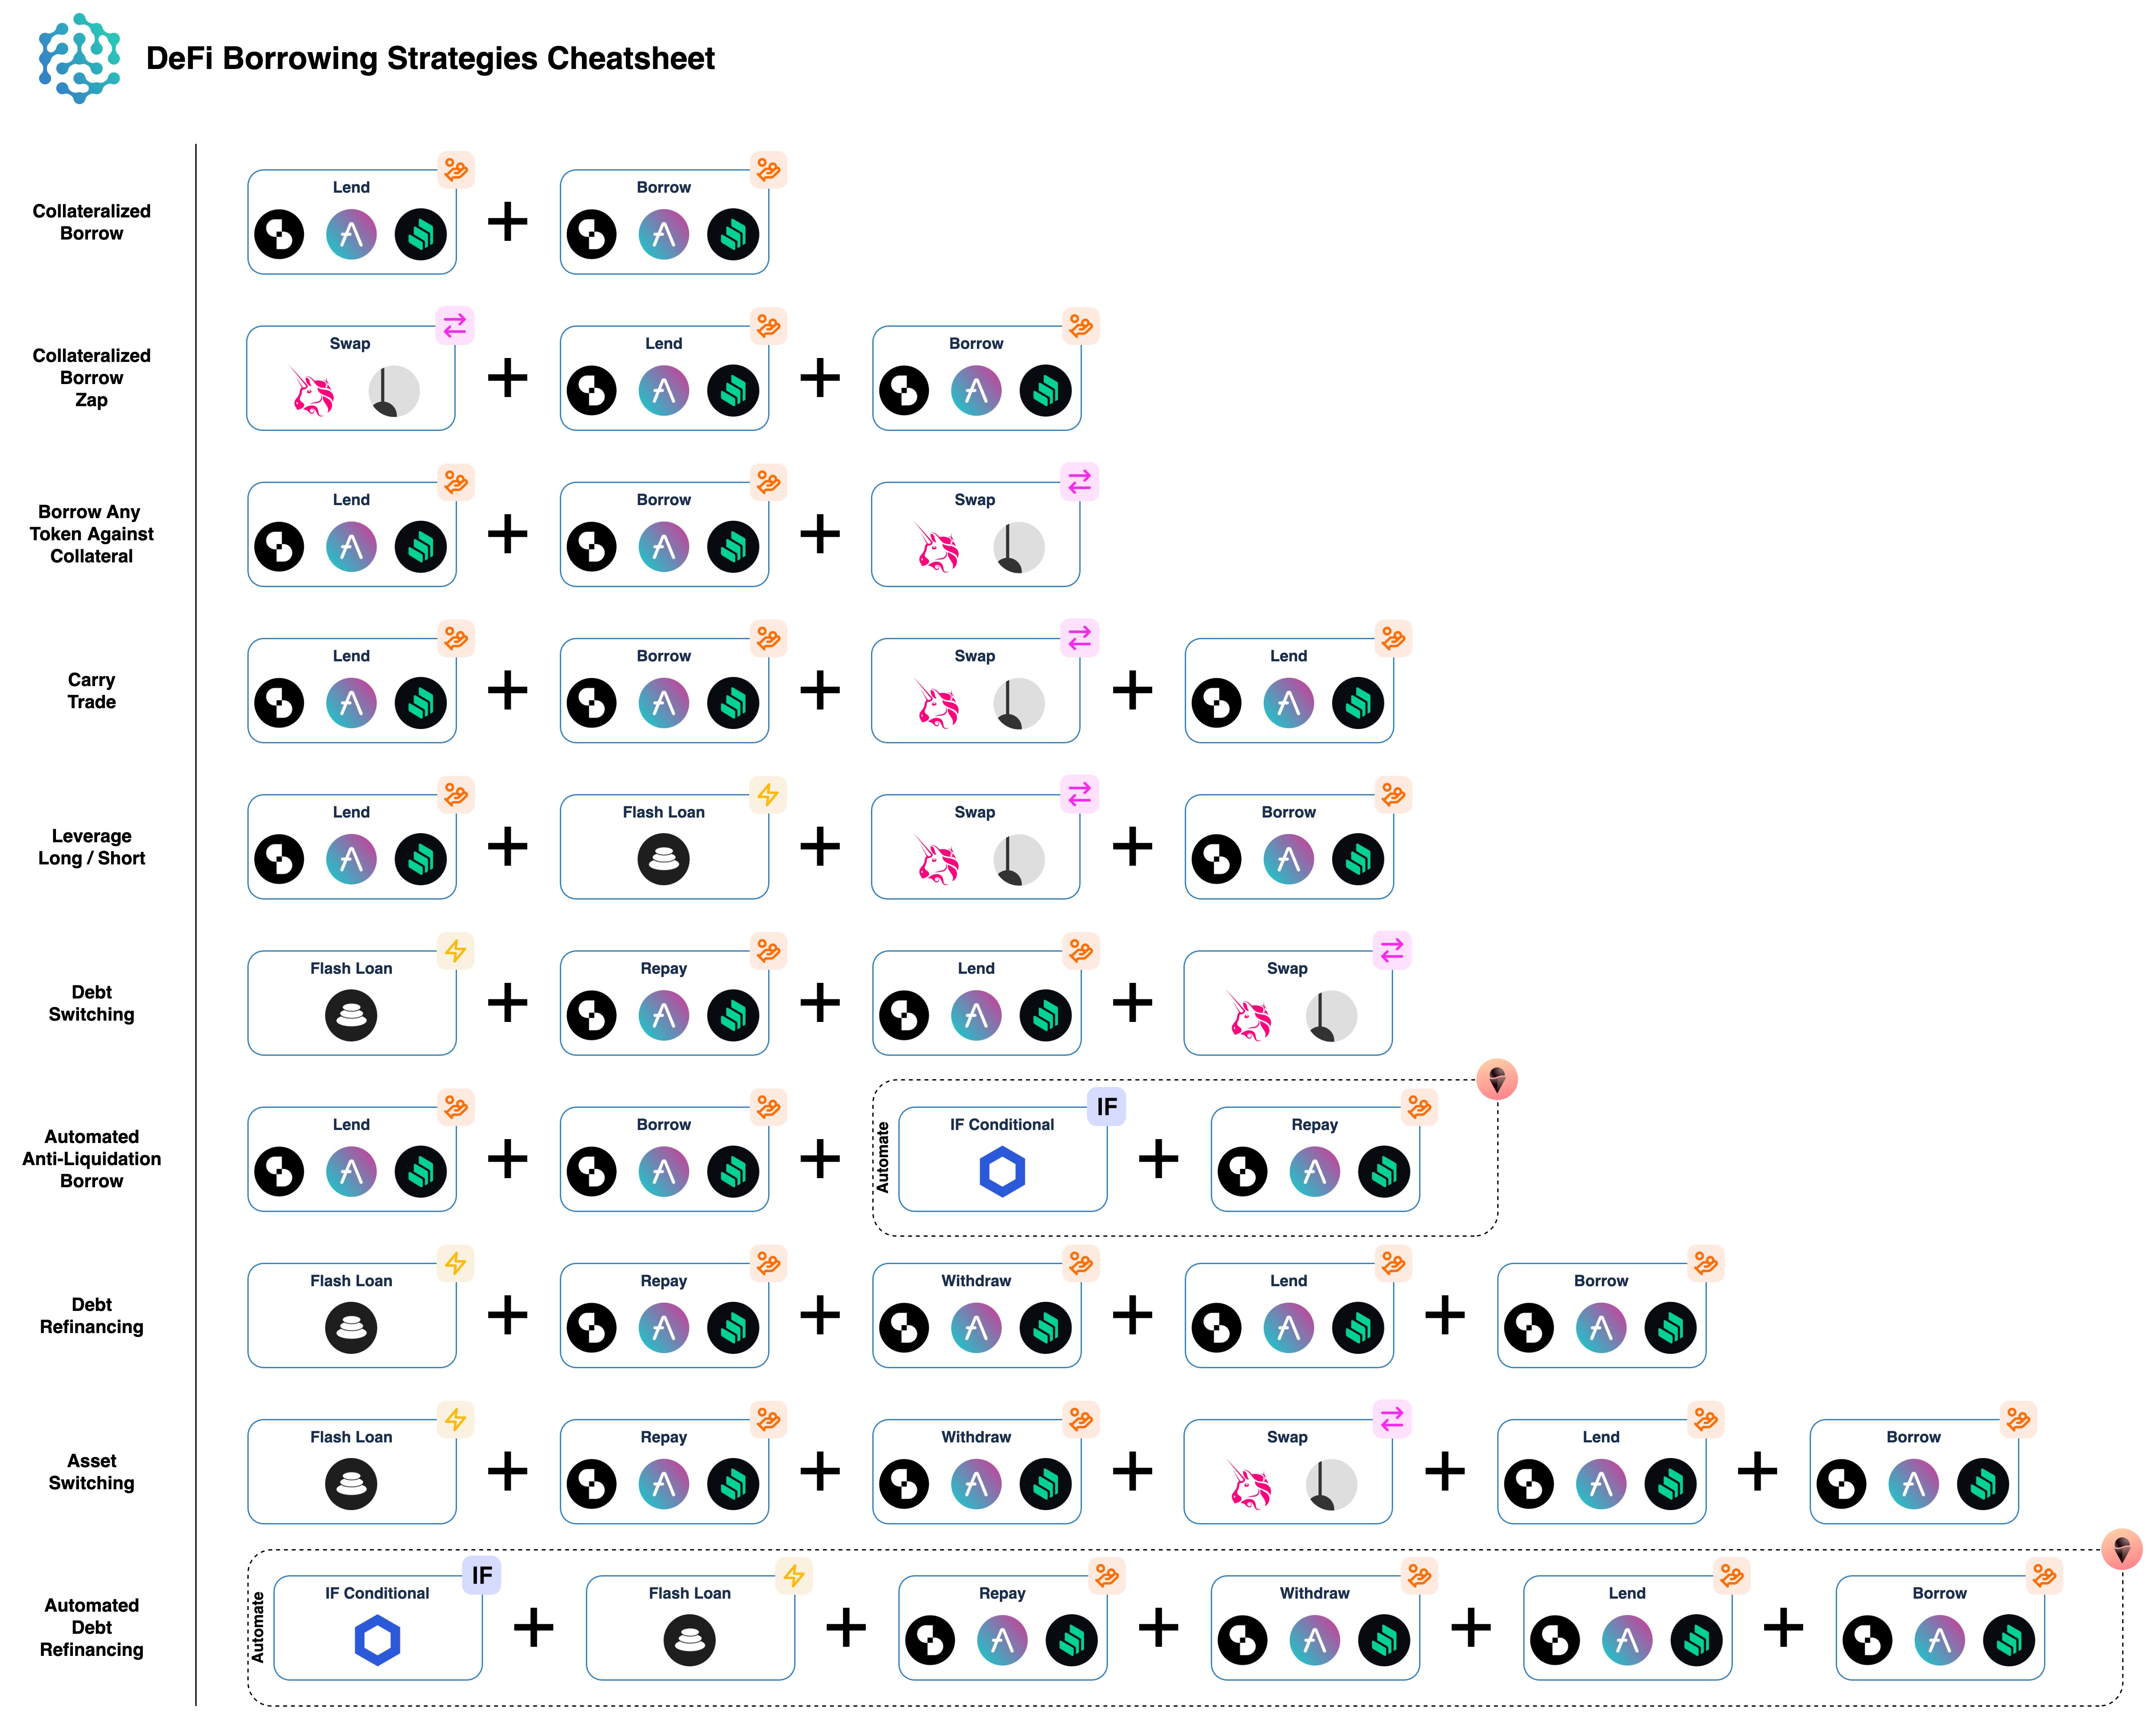 DeFi Borrowing Strategies Cheatsheet
Collateralized
Borrow
Lend
Borrow
Collateralized
Borrow
Zap
Swap
Lend
Borrow
Borrow Any
Token Against
Collateral
Lend
Borrow
Swap
Carry
Trade
Lend
Borrow
Swap
Lend
Leverage
Long / Short
Lend
Flash Loan
Swap
Borrow
Debt
Switching
Flash Loan
Repay
Lend
Swap
Automated
Anti-Liquidation
Borrow
Lend
Borrow
Automate
IF Conditional
IF
Repay
Debt
Refinancing
Flash Loan
Repay
Withdraw
Lend
Borrow
Asset
Switching
Flash Loan
Repay
Withdraw
Swap
Lend
Borrow
Automated
Debt
Refinancing
Automate
IF Conditional
IF
Flash Loan
Repay
Withdraw
Lend
Borrow